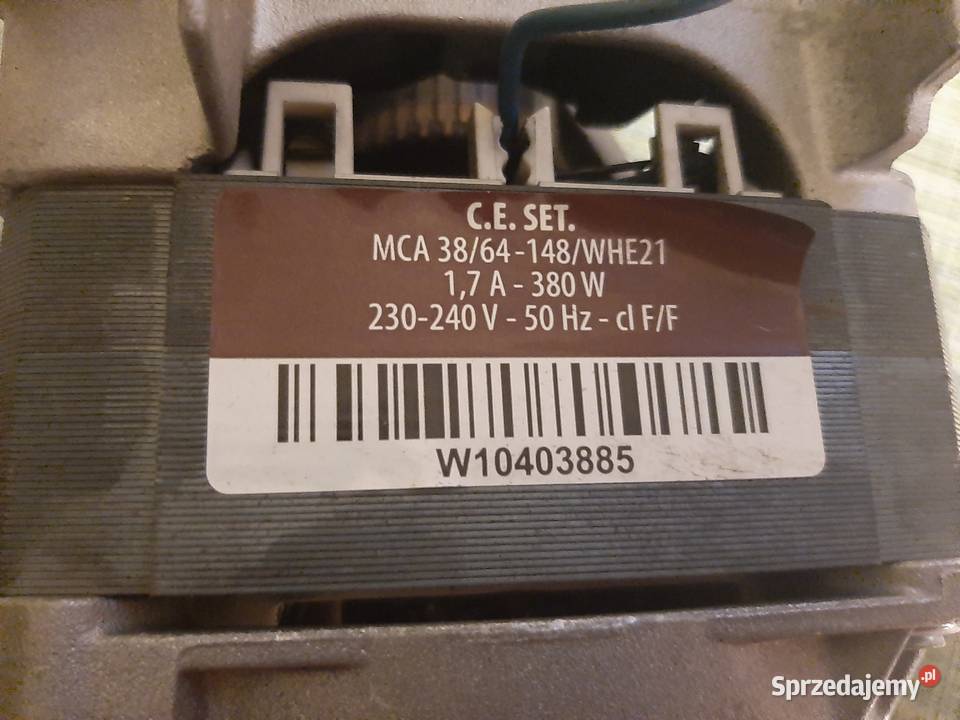 C.E. SET.
MCA 38/64-148/WHE21
1,7 A - 380 W
230-240 V - 50 Hz - cl F/F
W10403885
Sprzedajemy.pl